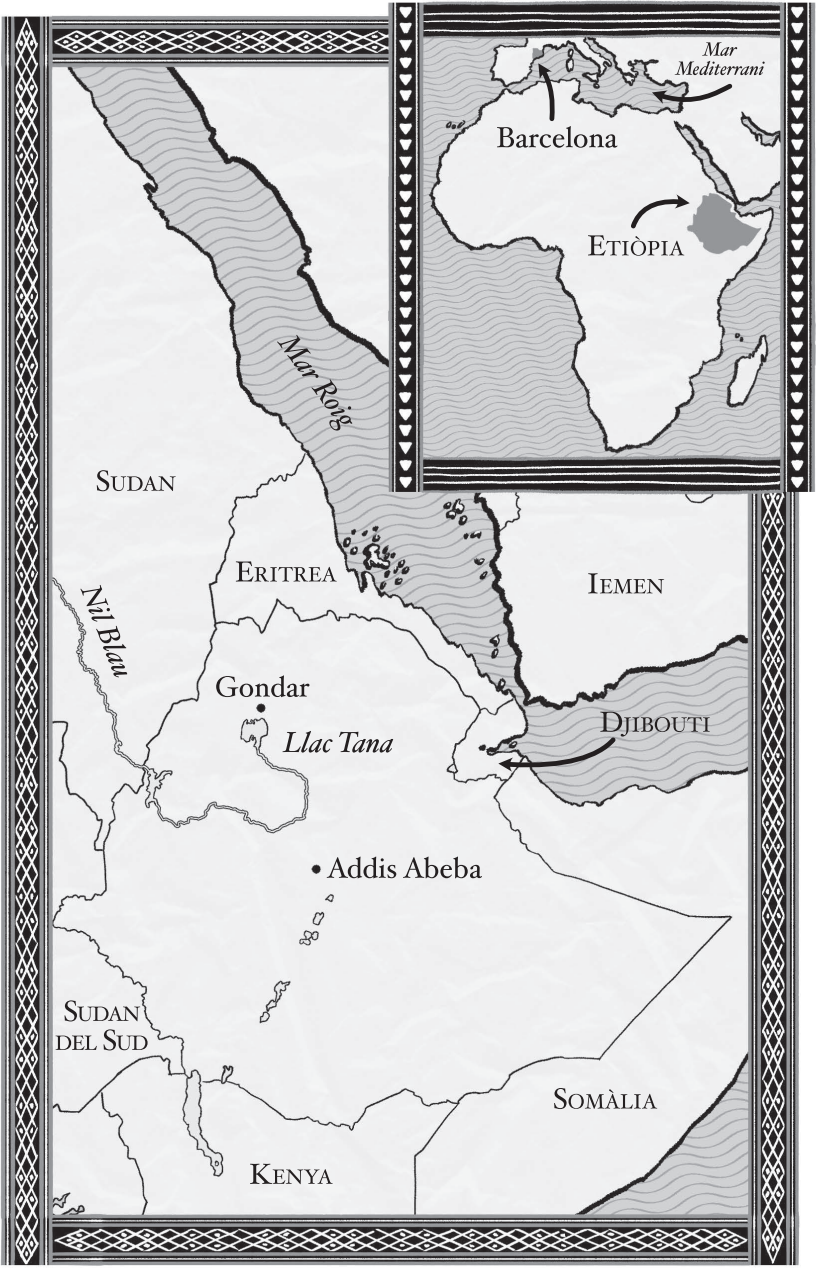 Mar
Mediterrani
Barcelona
ETIÒPIA
Mar Roig
SUDAN
ERITREA
IEMEN
Nil Blau
Gondar
Llac Tana
DJIBOUTI
Addis Abeba
SUDAN
DEL SUD
SOMÀLIA
KENYA